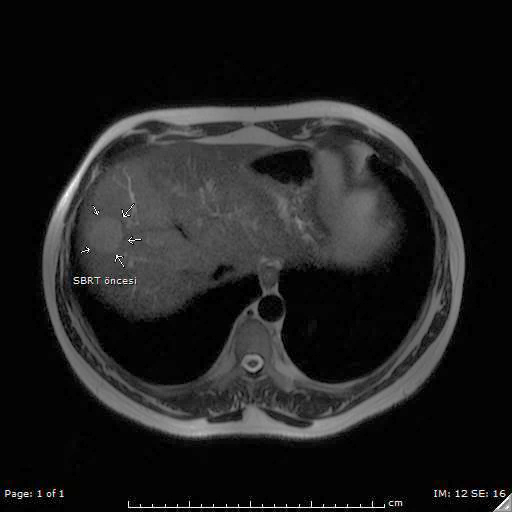 SBRT öncesi
Page: 1 of 1
cm
IM: 12 SE: 16